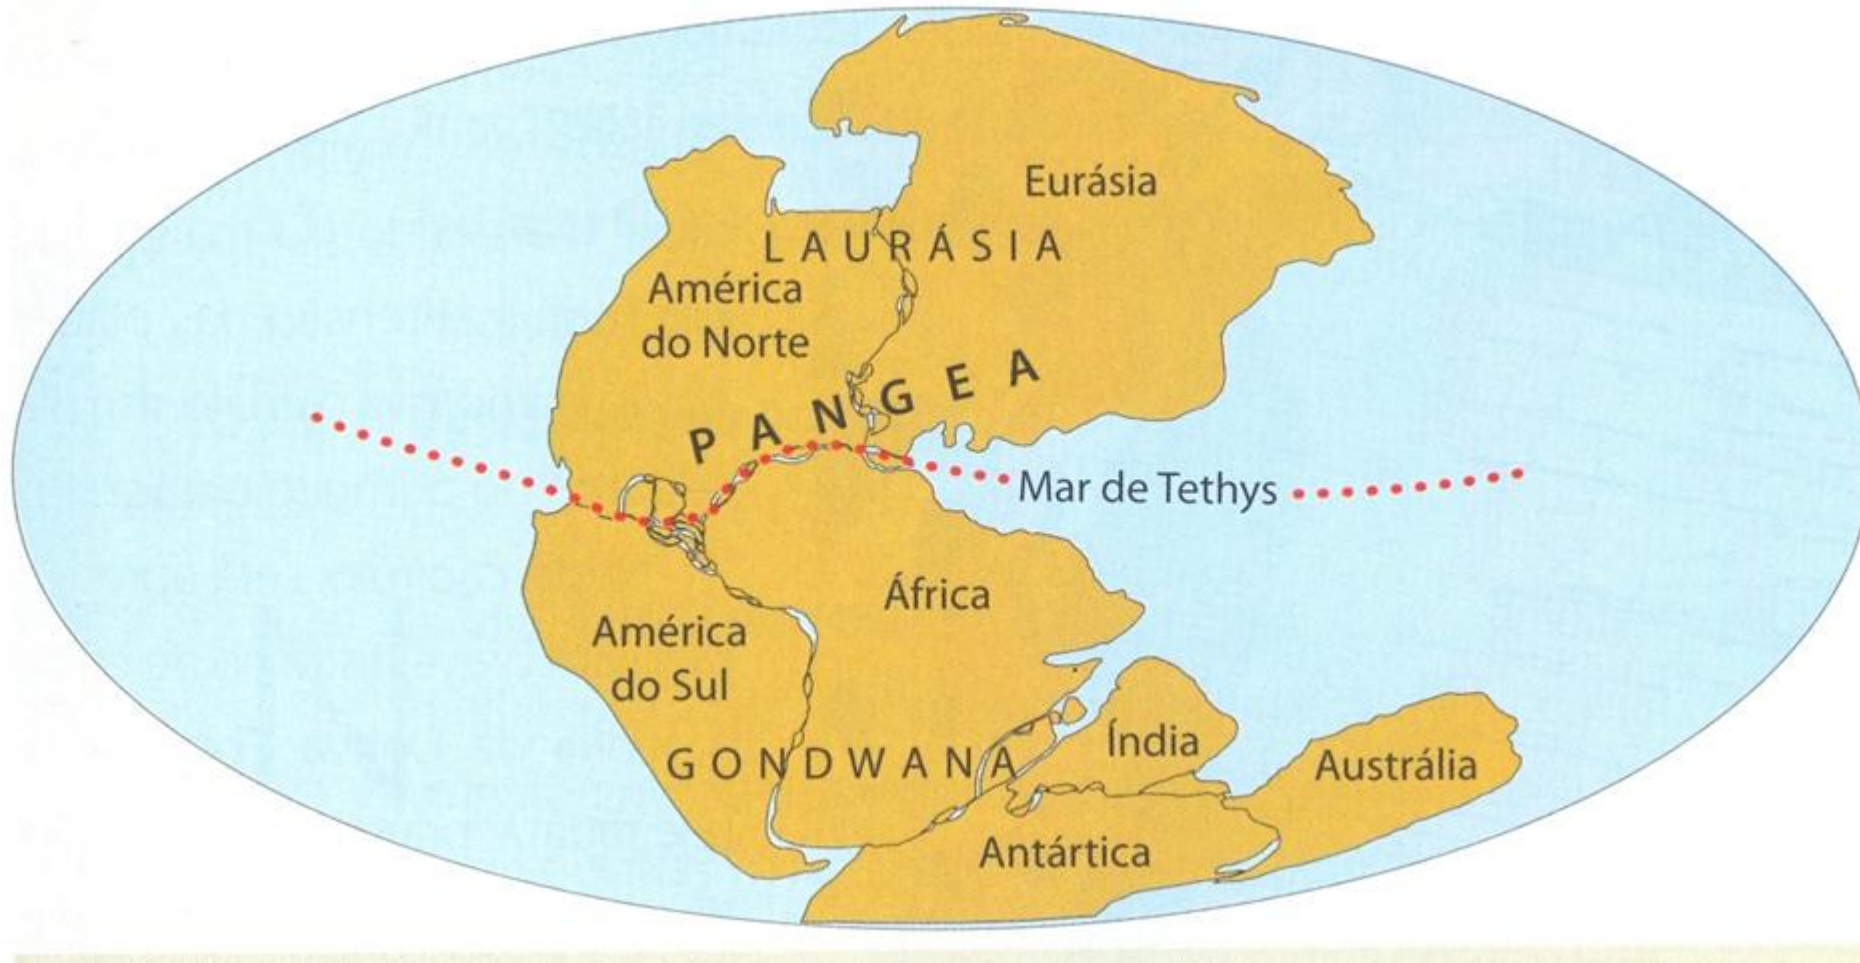 Eurásia
LAURÁSIA
América
do Norte
PANGEA
Mar de Tethys
África
América
do Sul
GONDWANA
Índia
Austrália
Antártica